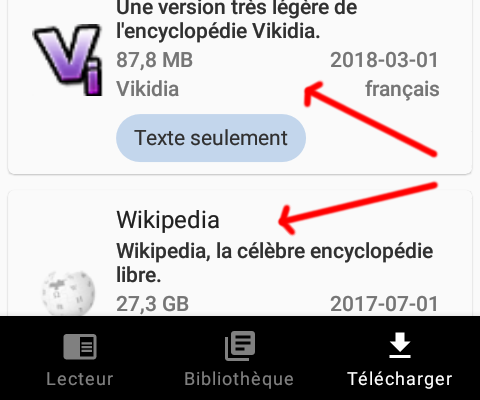 Une version très légère de
l'encyclopédie Vikidia.
87,8 MB 2018-03-01
Vikidia français
Texte seulement
Wikipedia
Wikipedia, la célèbre encyclopédie
libre.
27,3 GB 2017-07-01
Lecteur Bibliothèque Télécharger